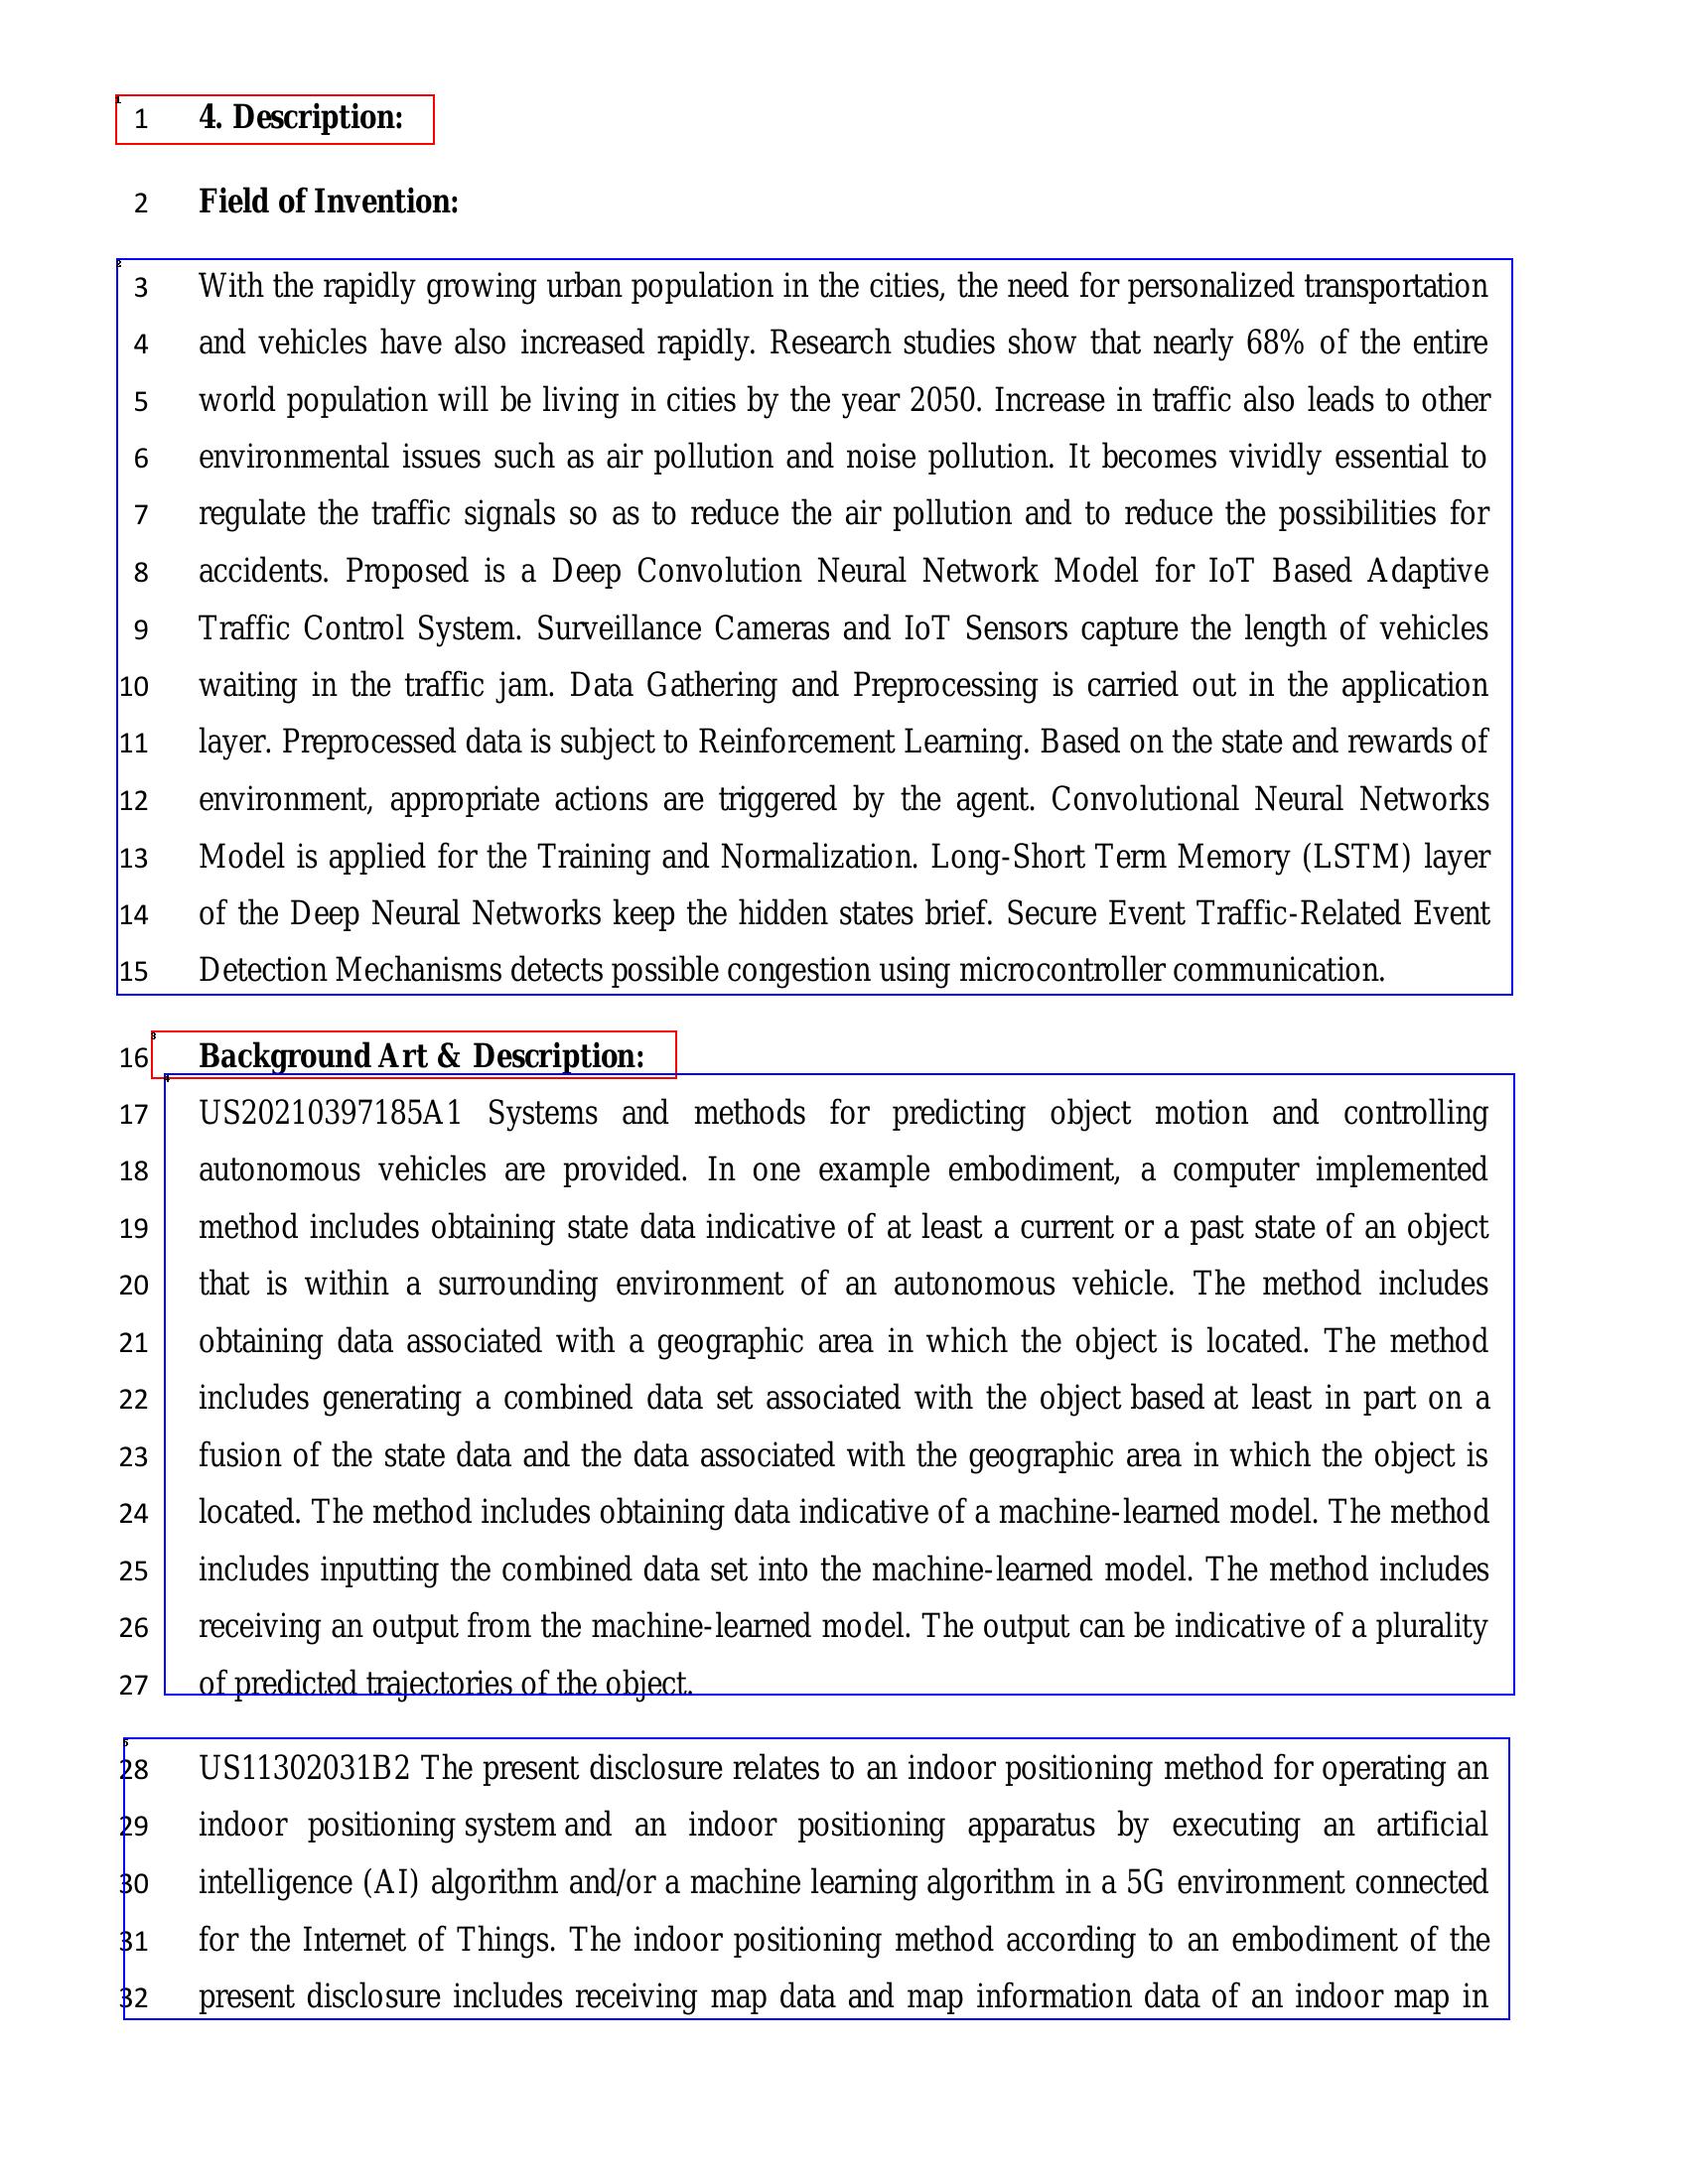 1 4. Description:
2 Field of Invention:
3 With the rapidly growing urban population in the cities, the need for personalized transportation
4 and vehicles have also increased rapidly. Research studies show that nearly 68% of the entire
5 world population will be living in cities by the year 2050. Increase in traffic also leads to other
6 environmental issues such as air pollution and noise pollution. It becomes vividly essential to
7 regulate the traffic signals so as to reduce the air pollution and to reduce the possibilities for
8 accidents. Proposed is a Deep Convolution Neural Network Model for IoT Based Adaptive
9 Traffic Control System. Surveillance Cameras and IoT Sensors capture the length of vehicles
10 waiting in the traffic jam. Data Gathering and Preprocessing is carried out in the application
11 layer. Preprocessed data is subject to Reinforcement Learning. Based on the state and rewards of
12 environment, appropriate actions are triggered by the agent. Convolutional Neural Networks
13 Model is applied for the Training and Normalization. Long-Short Term Memory (LSTM) layer
14 of the Deep Neural Networks keep the hidden states brief. Secure Event Traffic-Related Event
15 Detection Mechanisms detects possible congestion using microcontroller communication.
16 Background Art & Description:
17 US20210397185A1 Systems and methods for predicting object motion and controlling
18 autonomous vehicles are provided. In one example embodiment, a computer implemented
19 method includes obtaining state data indicative of at least a current or a past state of an object
20 that is within a surrounding environment of an autonomous vehicle. The method includes
21 obtaining data associated with a geographic area in which the object is located. The method
22 includes generating a combined data set associated with the object based at least in part on a
23 fusion of the state data and the data associated with the geographic area in which the object is
24 located. The method includes obtaining data indicative of a machine-learned model. The method
25 includes inputting the combined data set into the machine-learned model. The method includes
26 receiving an output from the machine-learned model. The output can be indicative of a plurality
27 of predicted trajectories of the object.
28 US11302031B2 The present disclosure relates to an indoor positioning method for operating an
29 indoor positioning system and an indoor positioning apparatus by executing an artificial
30 intelligence (AI) algorithm and/or a machine learning algorithm in a 5G environment connected
31 for the Internet of Things. The indoor positioning method according to an embodiment of the
32 present disclosure includes receiving map data and map information data of an indoor map in